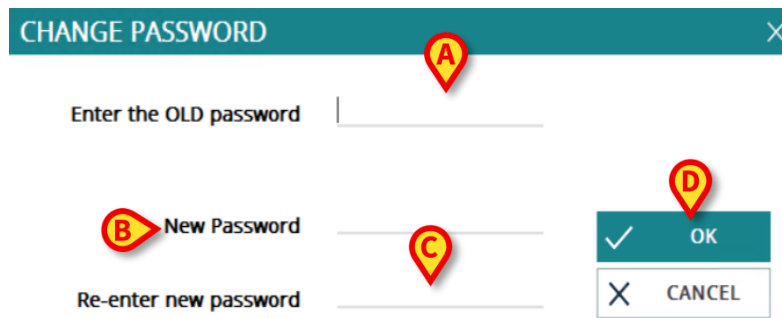 CHANGE PASSWORD
A
Enter the OLD password
D
B New Password
OK
C
Re-enter new password
CANCEL